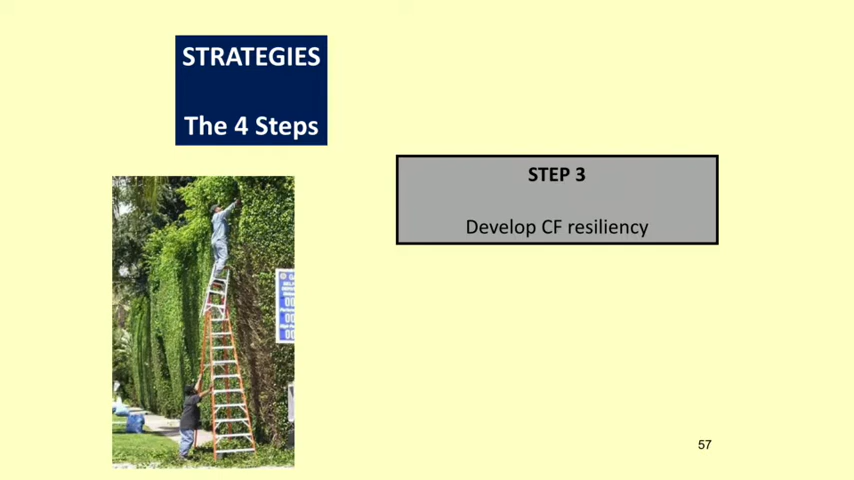 STRATEGIES
The 4 Steps
STEP 3
Develop CF resiliency
57